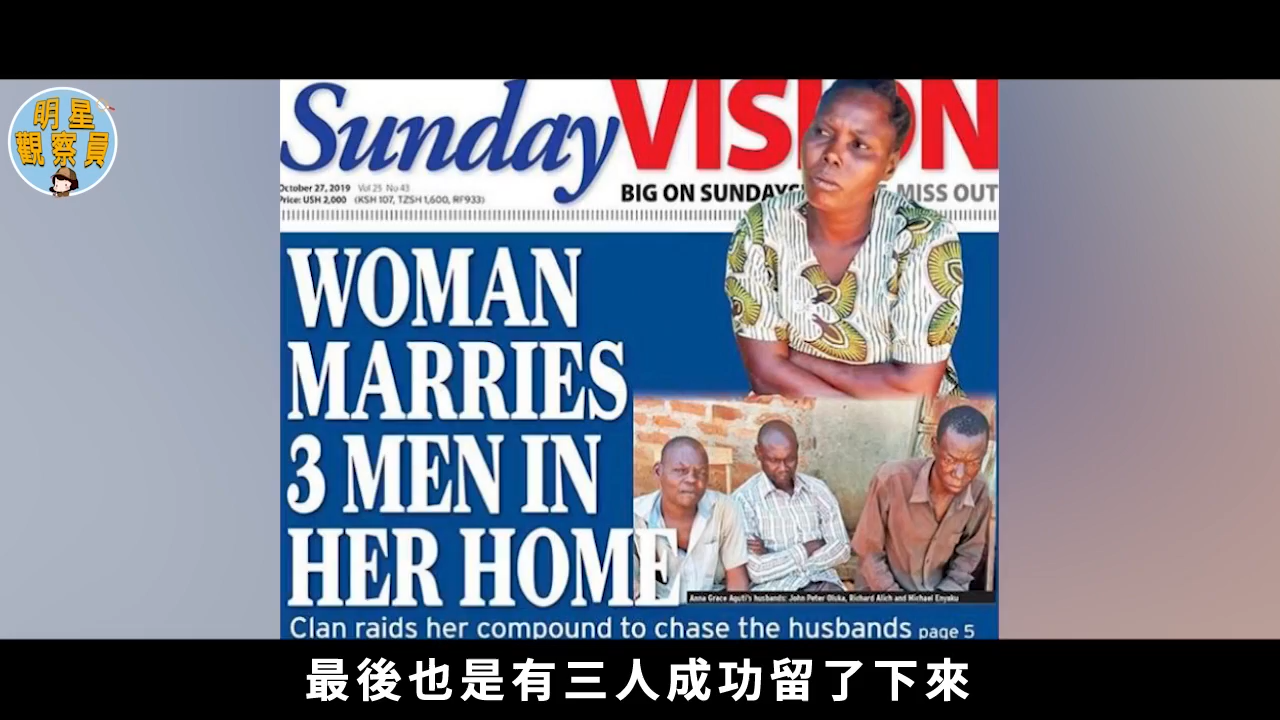 明星
觀察員
Sunday VISION
October 27, 2019 Vol 25 No 43
Price: USH 2,000 (KSH 107, TZSH 1,600, RF933)
BIG ON SUNDAYS MISS OUT
WOMAN
MARRIES
3 MEN IN
HER HOME
Anna Grace Aguti's husbands: John Peter Oluka, Richard Alich and Michael Enyaku
Clan raids her compound to chase the husbands page 5
最後也是有三人成功留了下來